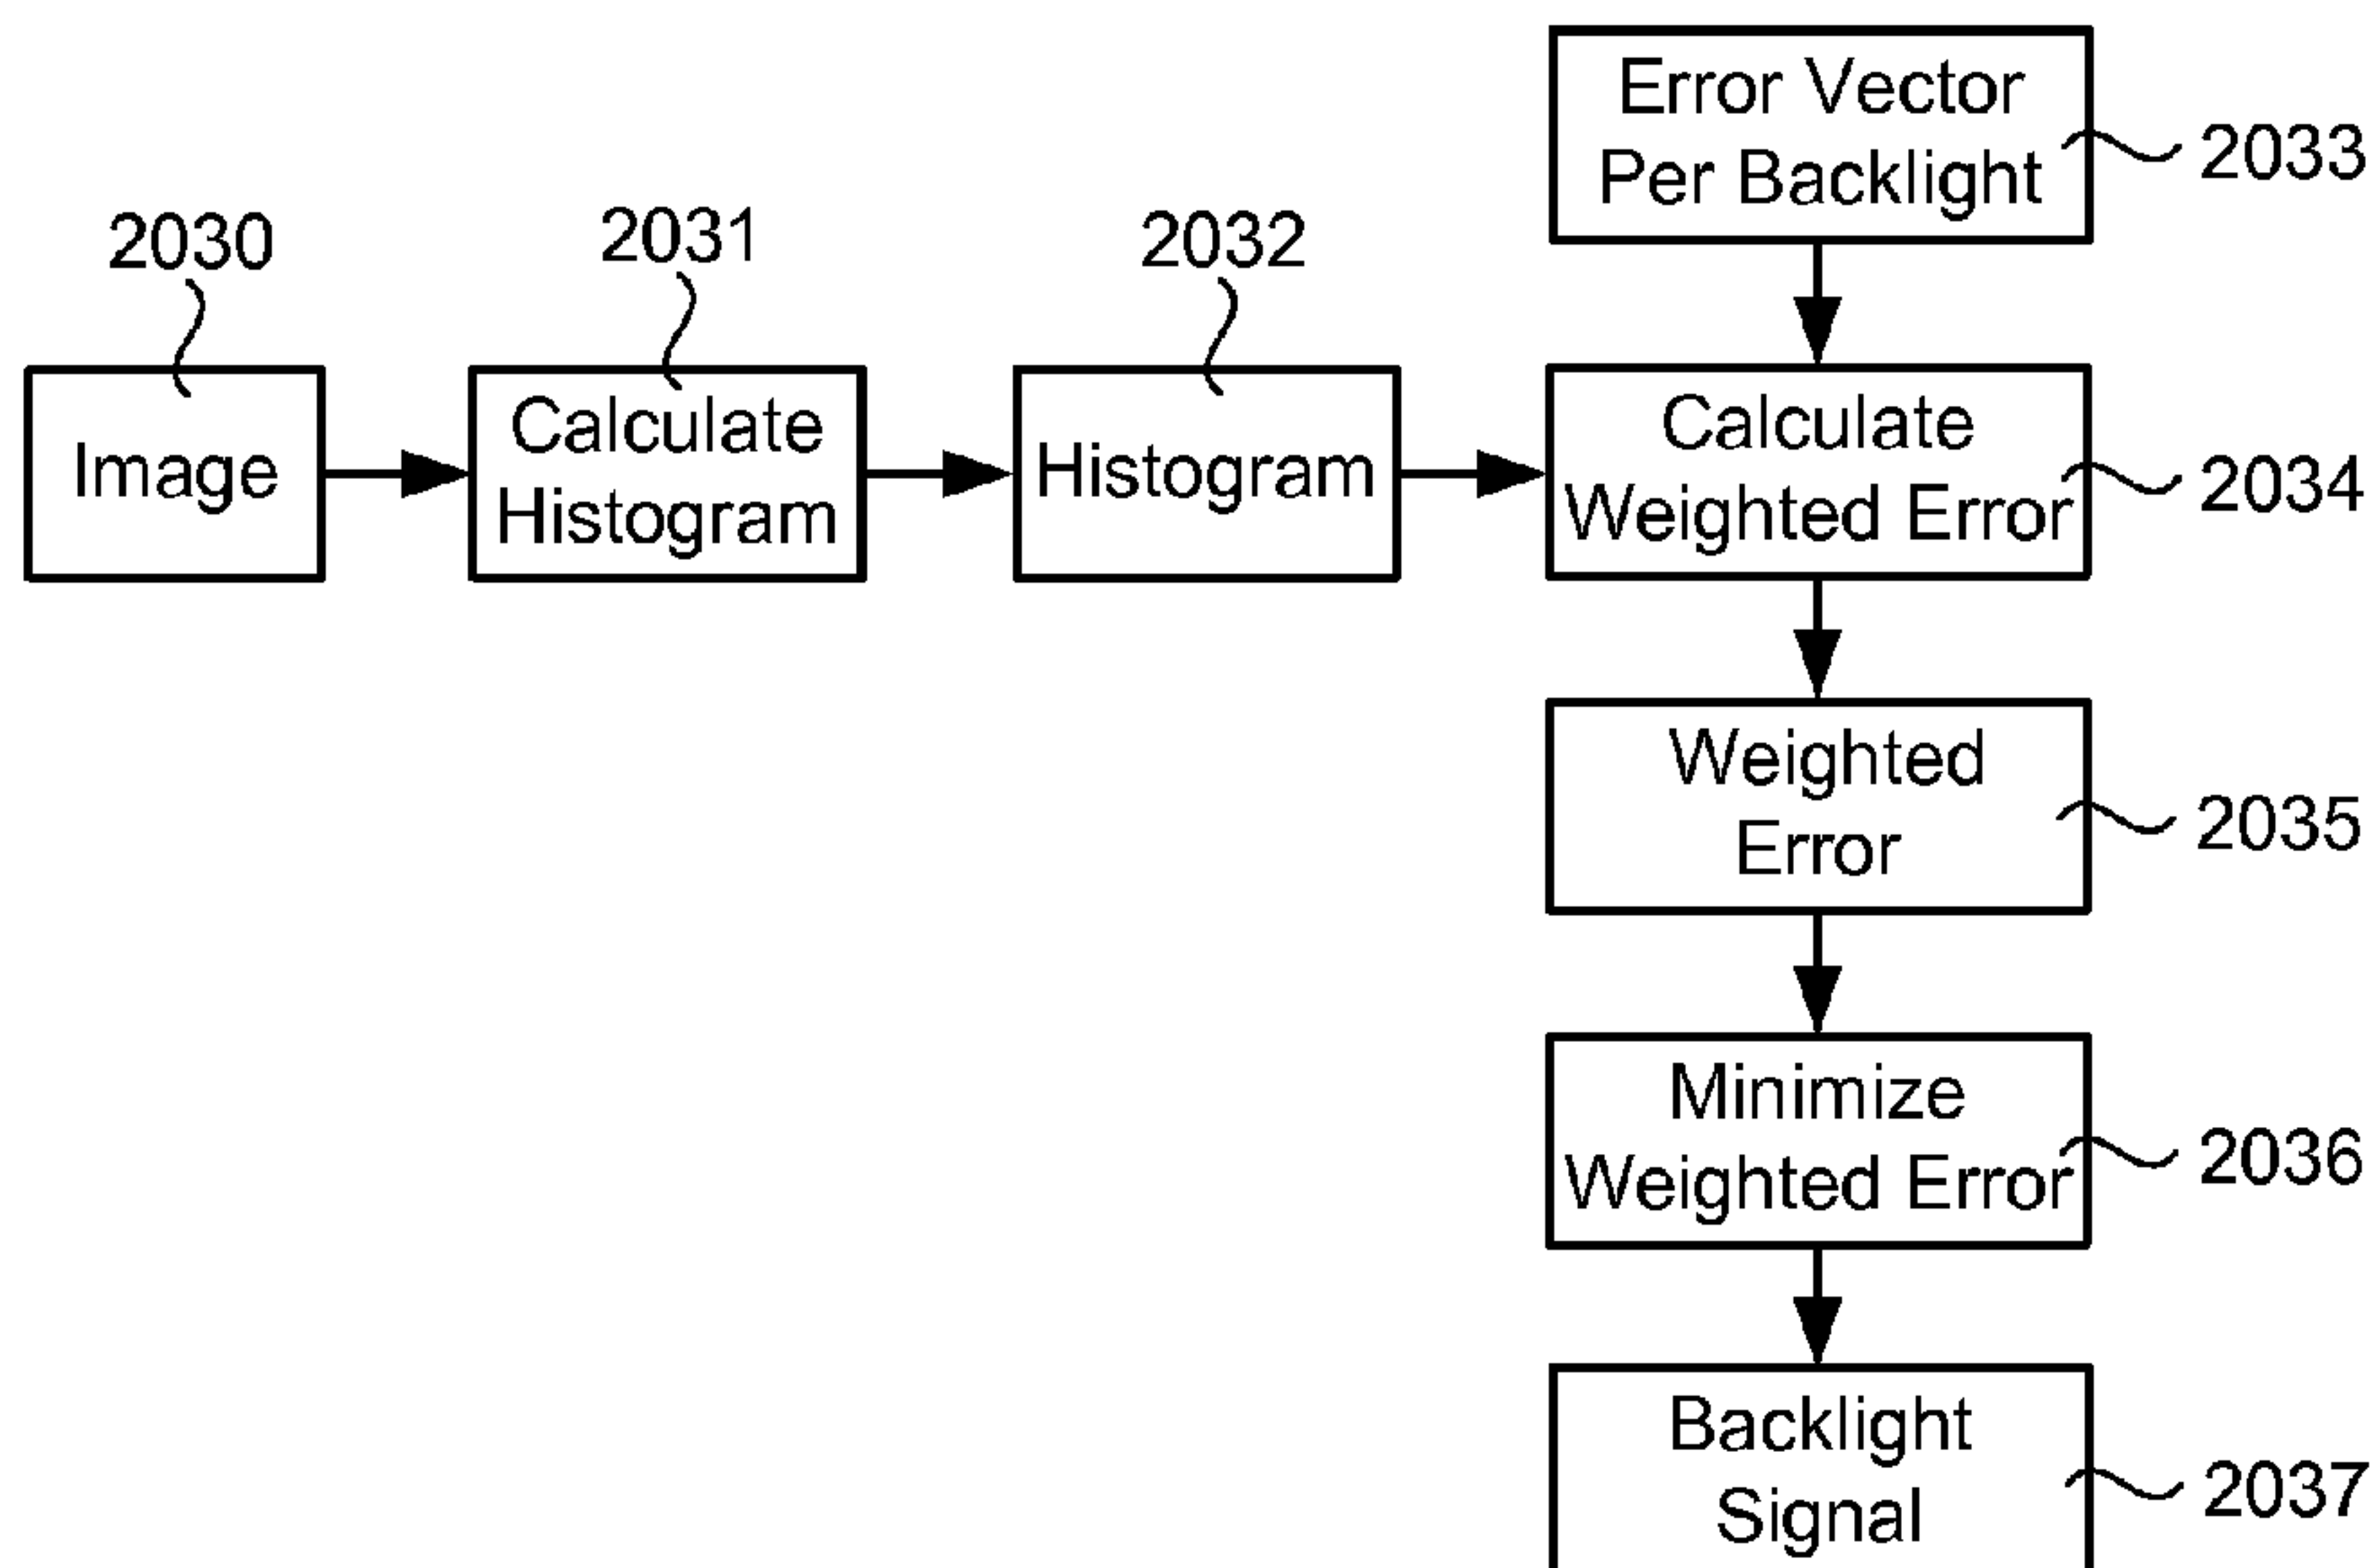 Error Vector
Per Backlight
2033
2030
2031
2032
Image
Calculate
Histogram
Histogram
Calculate
Weighted Error
2034
Weighted
Error
2035
Minimize
Weighted Error
2036
Backlight
Signal
2037